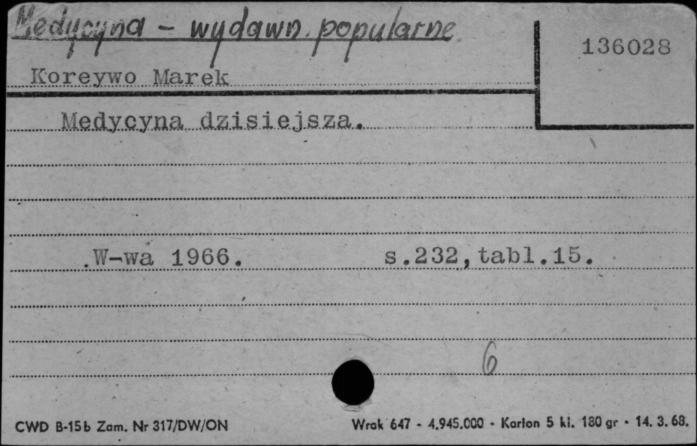 Medycyna - wydawn. popularne
136028
Koreywo Marek
Medycyna dzisiejsza.
W-wa 1966. s.232,tabl.15.
6
CWD B-15b Zam. Nr 317/DW/ON Wrak 647 - 4.945.000 - Karton 5 kl. 180 gr - 14. 3. 68.